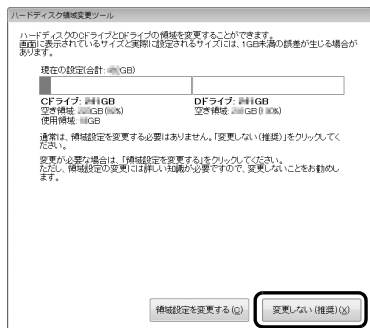 ハードディスク領域変更ツール
ハードディスクのCドライブとDドライブの領域を変更することができます。
画面に表示されているサイズと実際に設定されるサイズには、1GB未満の誤差が生じる場合が
あります。
現在の設定(合計: GB)
Cドライブ: GB
空き領域: GB( %)
使用領域: GB
Dドライブ: GB
空き領域: GB( %)
通常は、領域設定を変更する必要はありません。「変更しない(推奨)」をクリックしてく
ださい。
変更が必要な場合は、「領域設定を変更する」をクリックしてください。
ただし、領域設定の変更には詳しい知識が必要ですので、変更しないことをお勧めし
ます。
領域設定を変更する(C)
変更しない(推奨)(X)